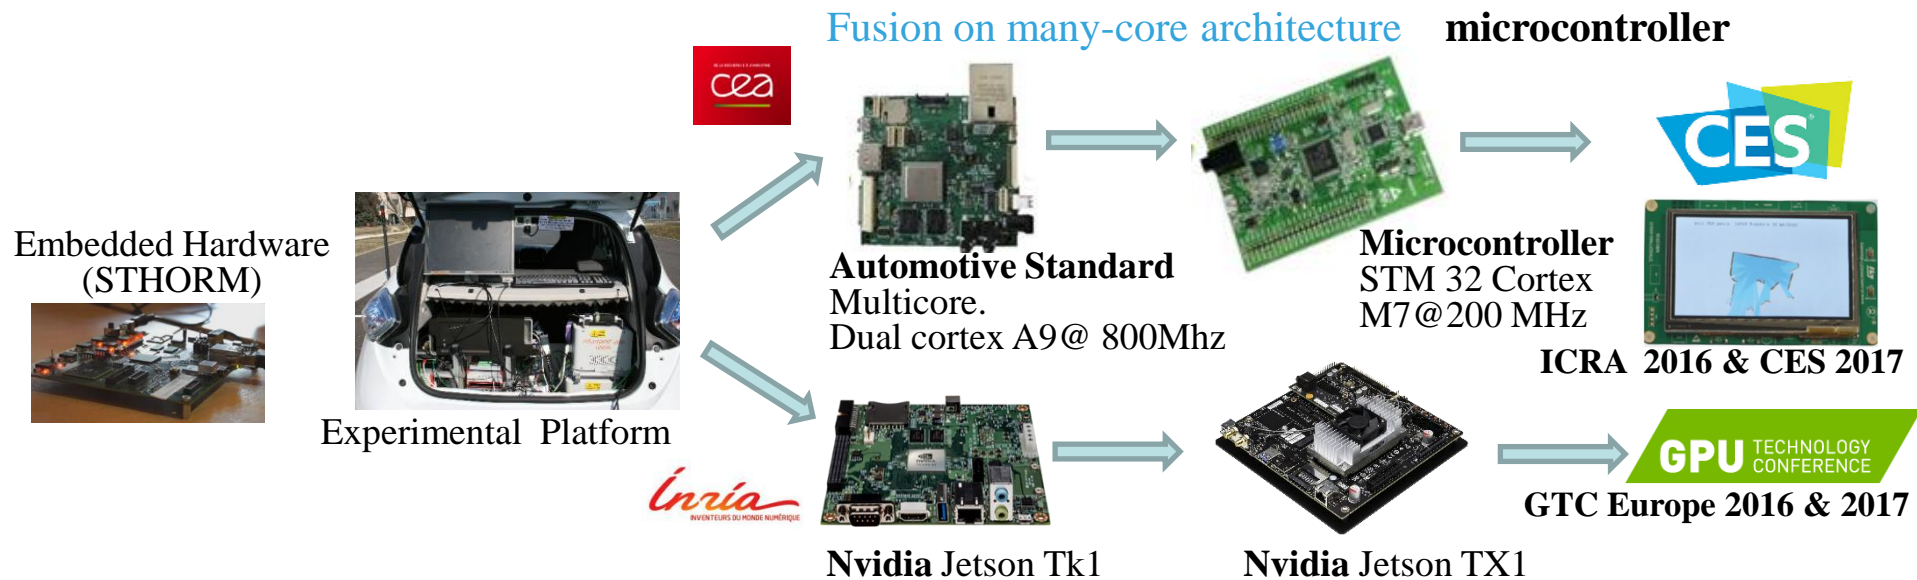 Fusion on many-core architecture microcontroller
cea
CES
Embedded Hardware
(STHORM)
Experimental Platform
Automotive Standard
Multicore.
Dual cortex A9@ 800Mhz
Microcontroller
STM 32 Cortex
M7@200 MHz
ICRA 2016 & CES 2017
Inria
INVENTEURS DU MONDE NUMÉRIQUE
GPU TECHNOLOGY
CONFERENCE
GTC Europe 2016 & 2017
Nvidia Jetson Tk1
Nvidia Jetson TX1